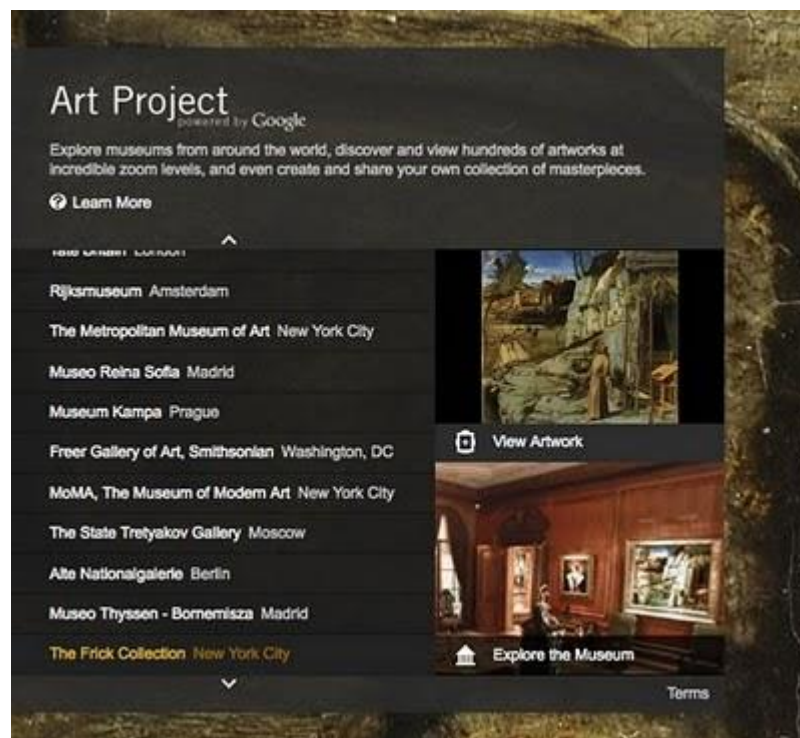 Art Project
powered by Google
Explore museums from around the world, discover and view hundreds of artworks at
incredible zoom levels, and even create and share your own collection of masterpieces.
Learn More
Tate Britain London
Rijksmuseum Amsterdam
The Metropolitan Museum of Art New York City
Museo Reina Sofia Madrid
Museum Kampa Prague
Freer Gallery of Art, Smithsonian Washington, DC
MoMA, The Museum of Modern Art New York City
The State Tretyakov Gallery Moscow
Alte Nationalgalerie Berlin
Museo Thyssen - Bornemisza Madrid
The Frick Collection New York City
View Artwork
Explore the Museum
Terms